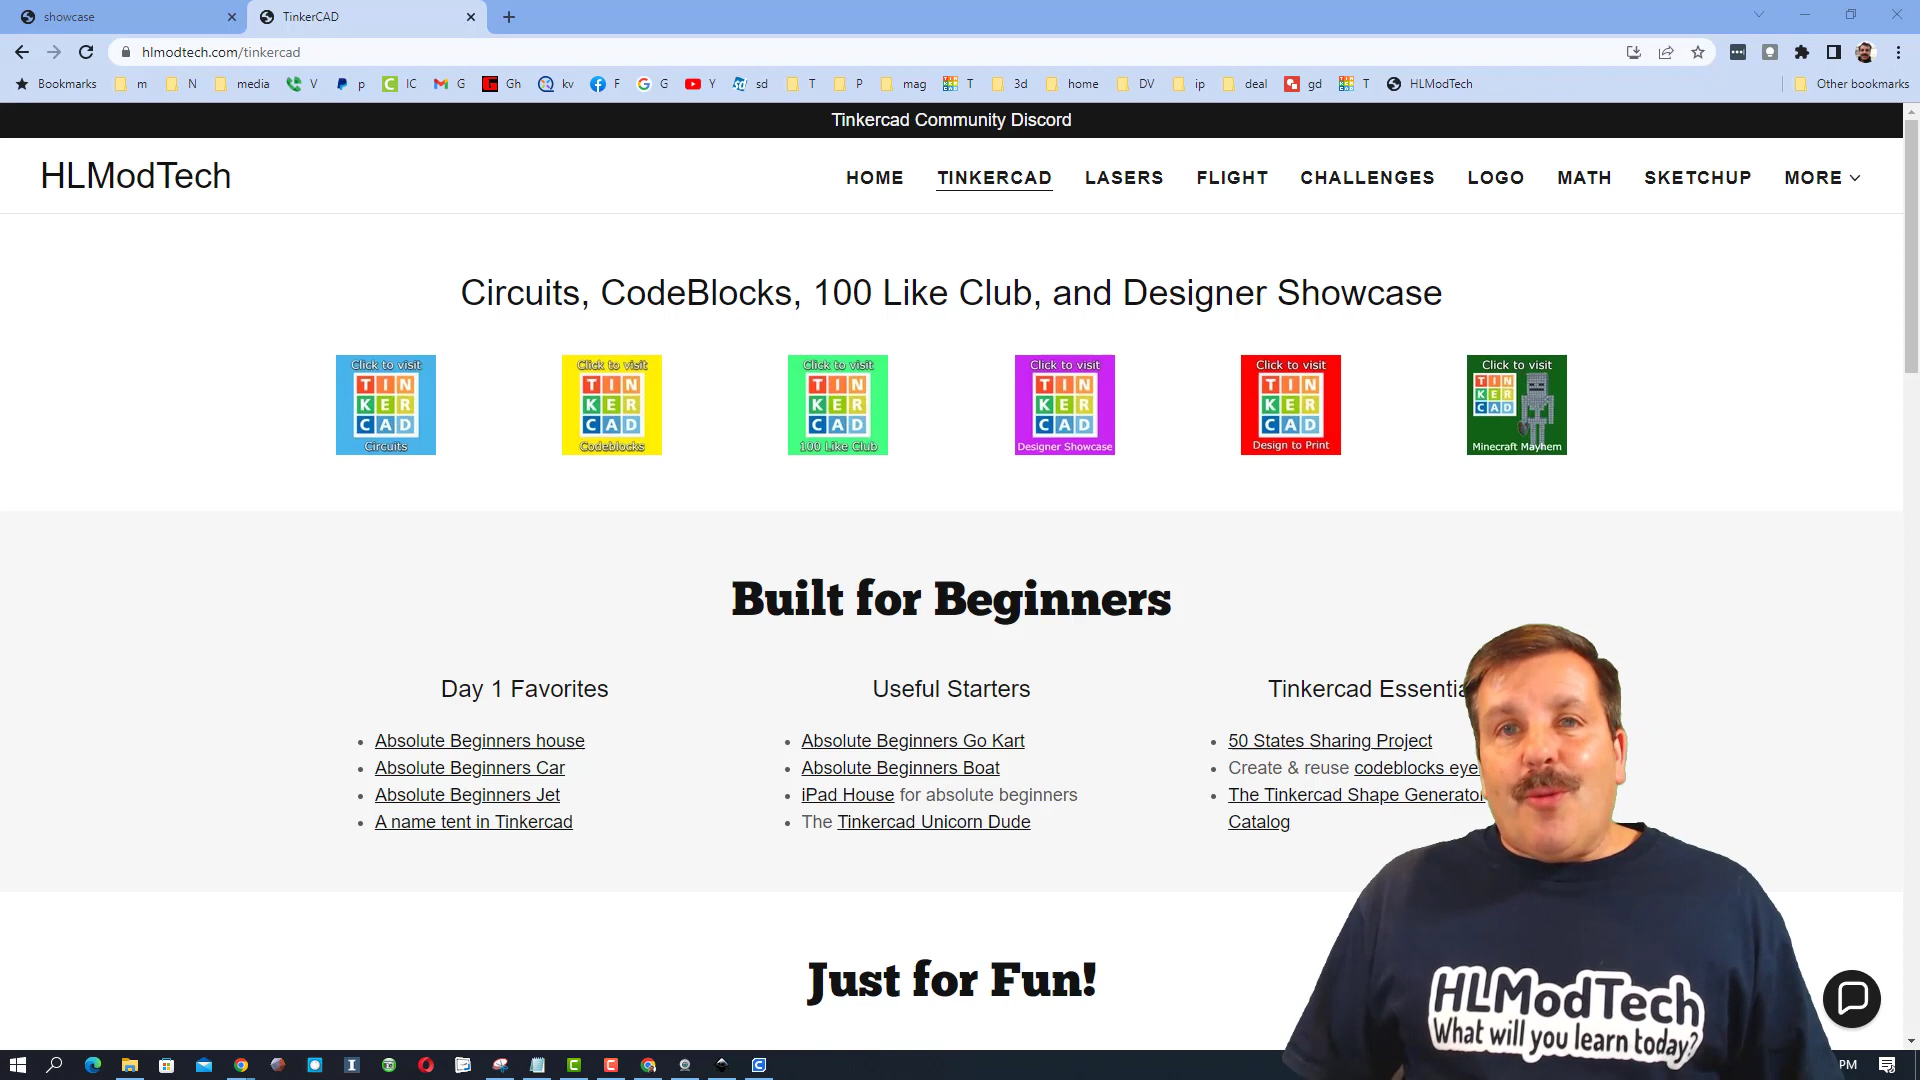 showcase
TinkerCAD
hlmodtech.com/tinkercad
Bookmarks m N media V p IC G Gh kv F G Y sd T P mag T 3d home DV ip deal gd T HLModTech Other bookmarks
Tinkercad Community Discord
HLModTech
HOME TINKERCAD LASERS FLIGHT CHALLENGES LOGO MATH SKETCHUP MORE
Circuits, CodeBlocks, 100 Like Club, and Designer Showcase
Click to visit
TIN
KER
CAD
Circuits
Click to visit
TIN
KER
CAD
Codeblocks
Click to visit
TIN
KER
CAD
100 Like Club
Click to visit
TIN
KER
CAD
Designer Showcase
Click to visit
TIN
KER
CAD
Design to Print
Click to visit
TIN
KER
CAD
Minecraft Mayhem
Built for Beginners
Day 1 Favorites
Absolute Beginners house
Absolute Beginners Car
Absolute Beginners Jet
A name tent in Tinkercad
Useful Starters
Absolute Beginners Go Kart
Absolute Beginners Boat
iPad House for absolute beginners
The Tinkercad Unicorn Dude
Tinkercad Essentia
50 States Sharing Project
Create & reuse codeblocks eye
The Tinkercad Shape Generator
Catalog
Just for Fun!
HLModTech
What will you learn today?
PM